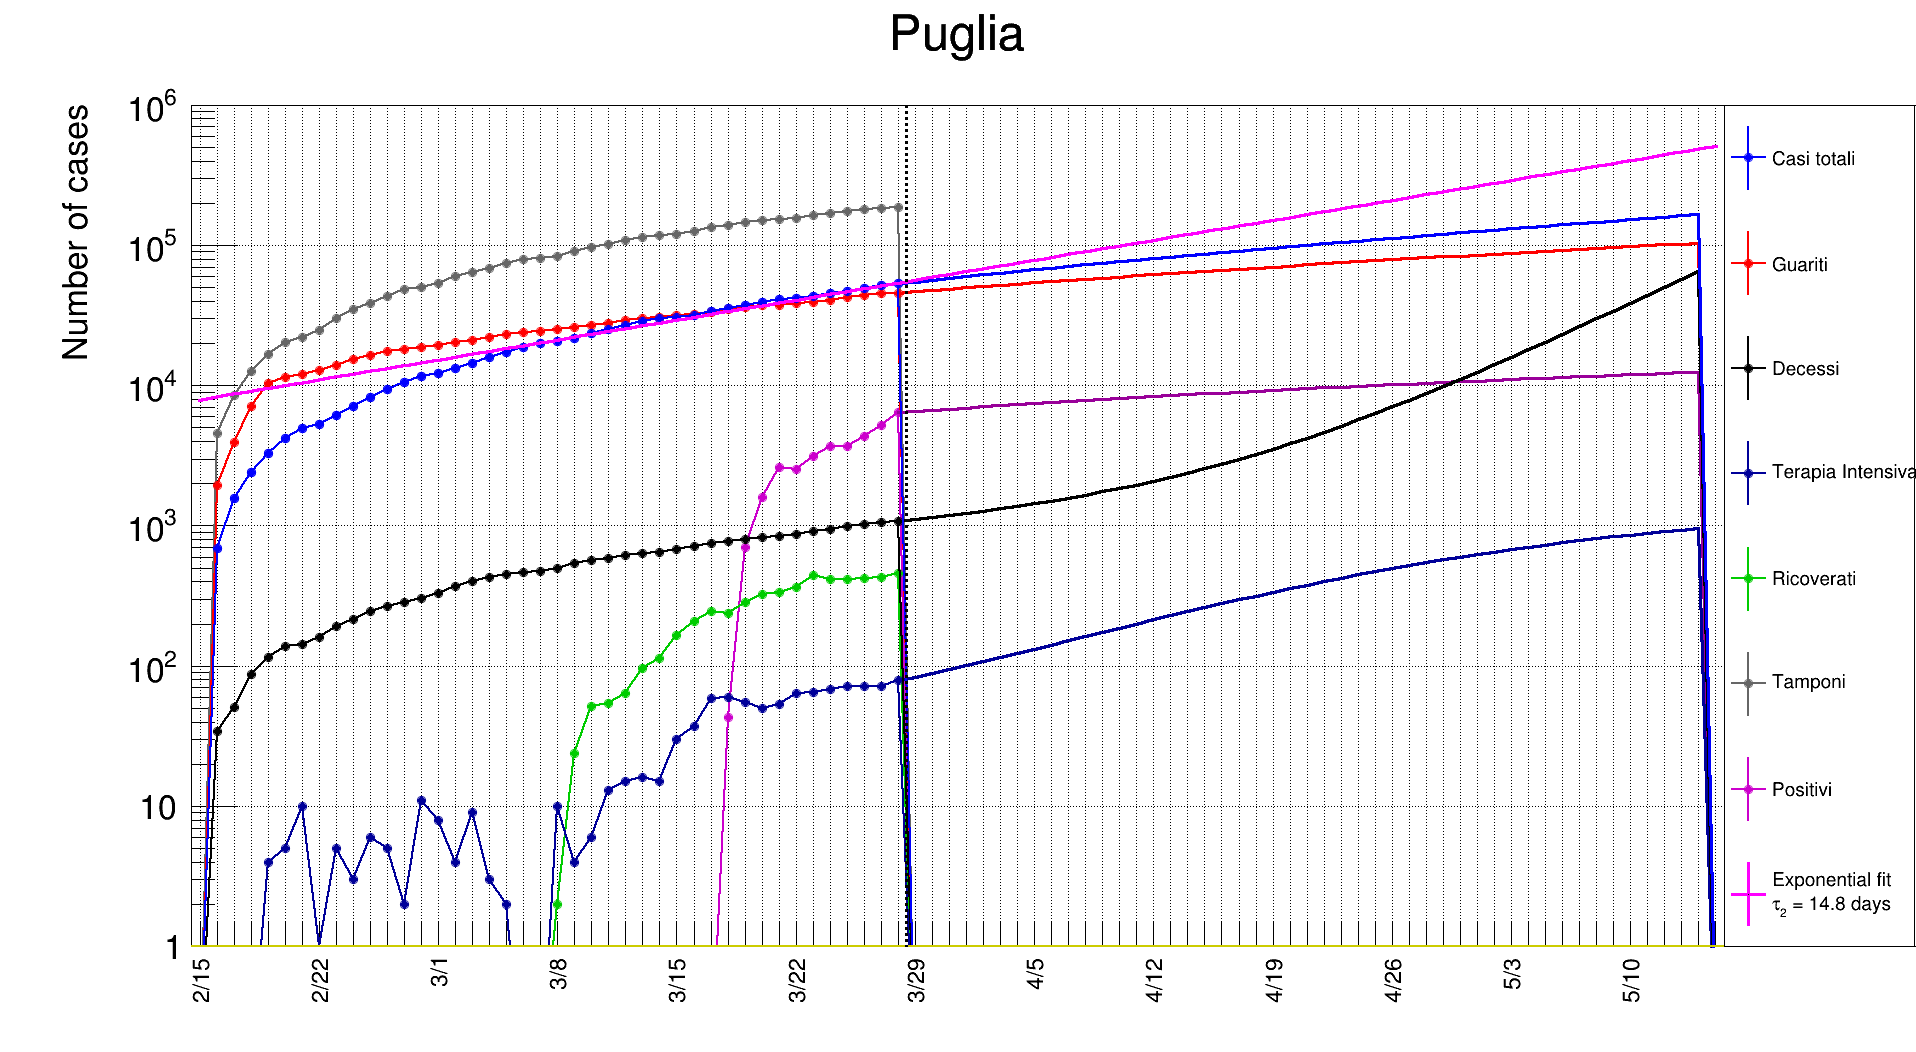 Puglia
Number of cases
10^6
10^5
10^4
10^3
10^2
10
1
2/15
2/22
3/1
3/8
3/15
3/22
3/29
4/5
4/12
4/19
4/26
5/3
5/10
Casi totali
Guariti
Decessi
Terapia Intensiva
Ricoverati
Tamponi
Positivi
Exponential fit
τ_2 = 14.8 days